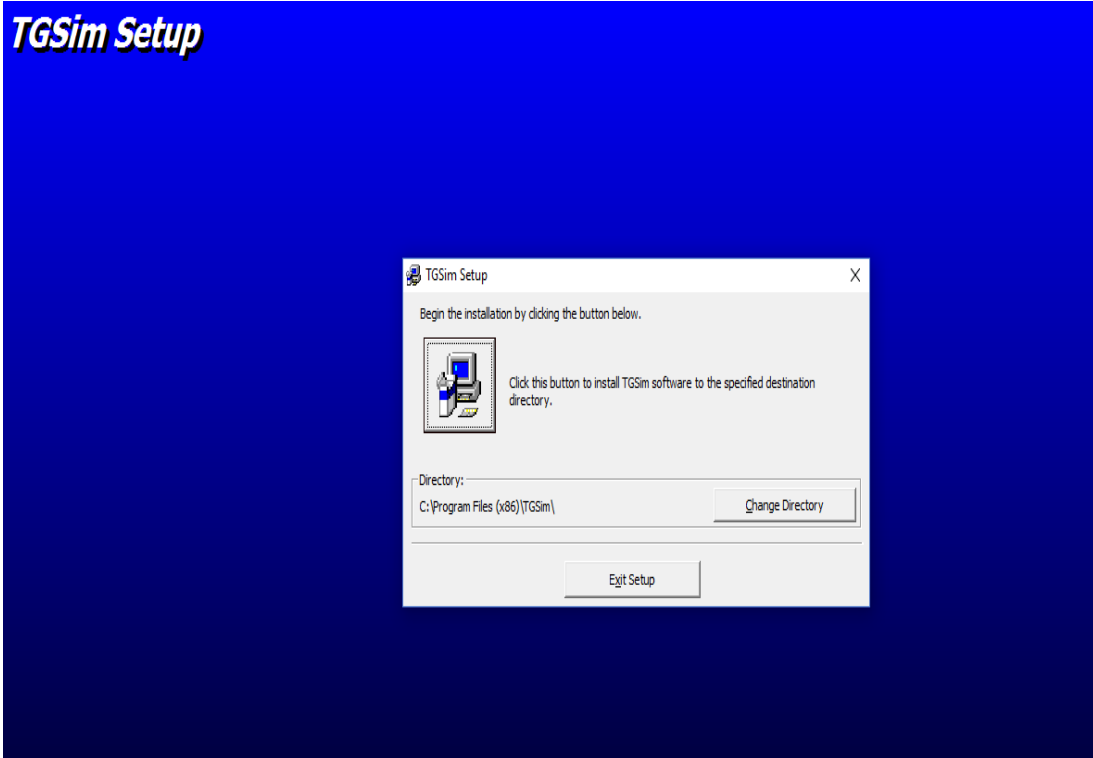 TGSim Setup
TGSim Setup
Begin the installation by clicking the button below.
Click this button to install TGSim software to the specified destination
directory.
Directory:
C:\Program Files (x86)\TGSim\
Change Directory
Exit Setup